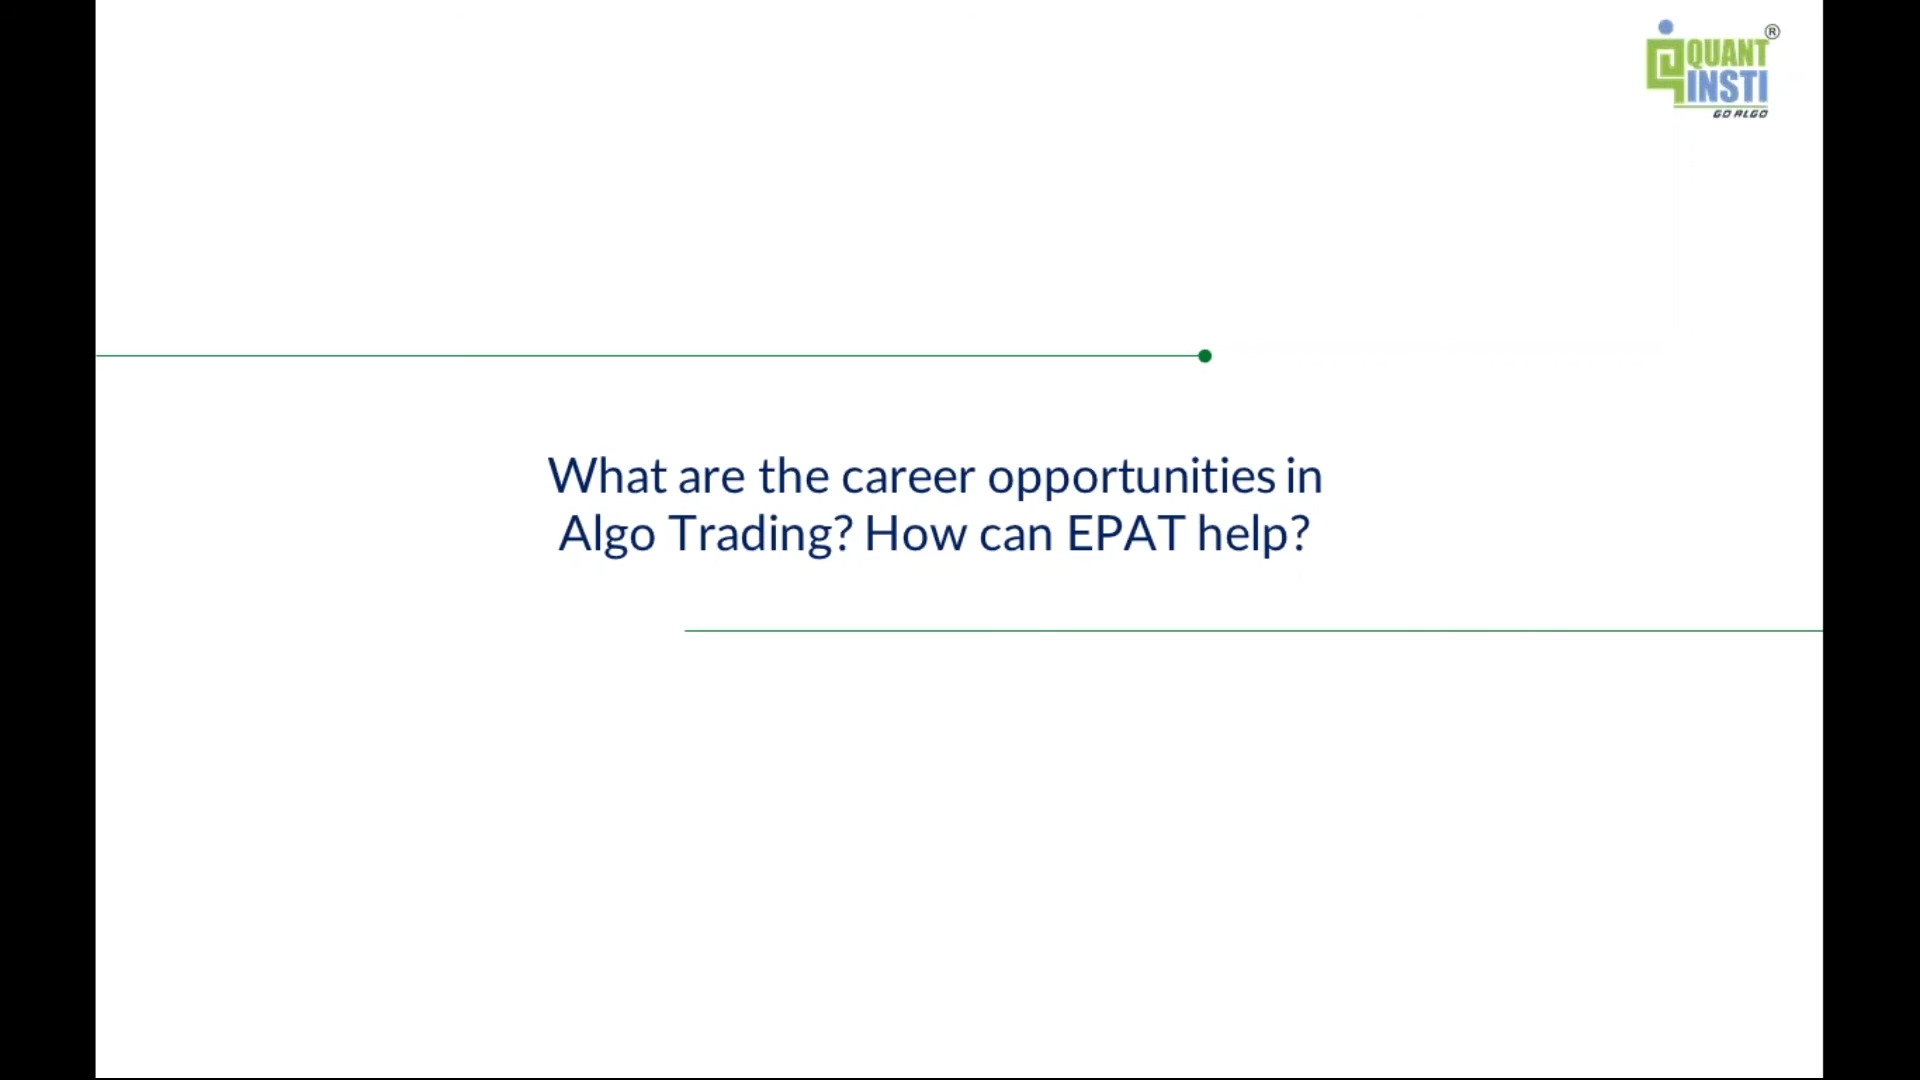 QUANT®
INSTI
GO ALGO
What are the career opportunities in
Algo Trading? How can EPAT help?